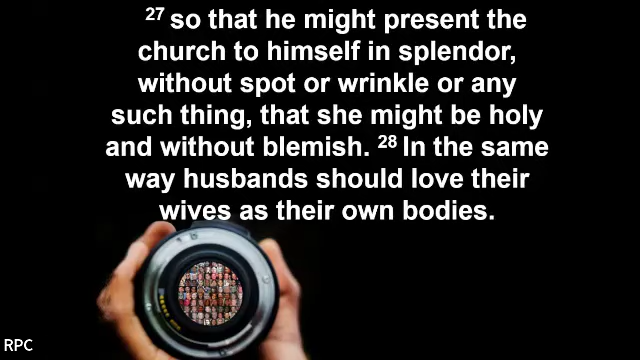 27 so that he might present the
church to himself in splendor,
without spot or wrinkle or any
such thing, that she might be holy
and without blemish. 28 In the same
way husbands should love their
wives as their own bodies.
RPC